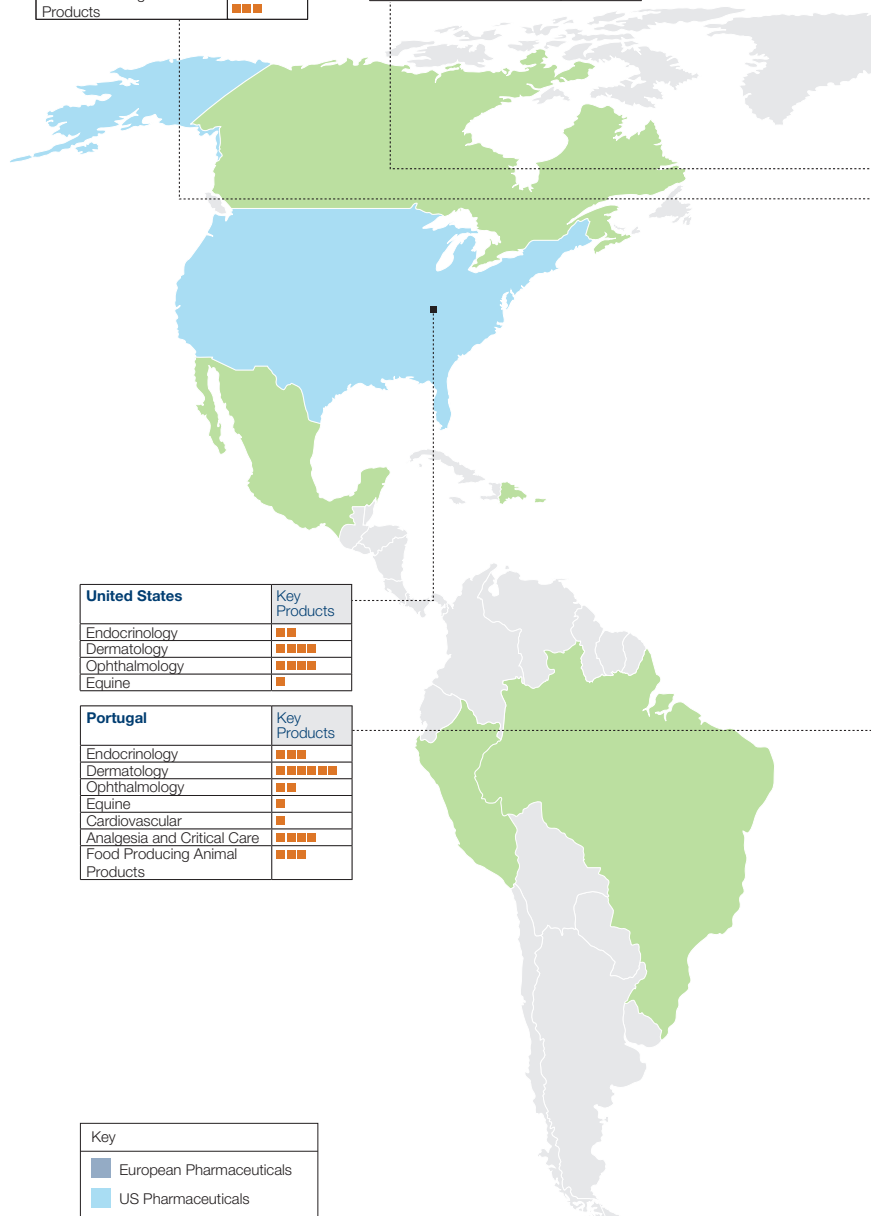 Products
United States
Key
Products
Endocrinology
Dermatology
Ophthalmology
Equine
Portugal
Key
Products
Endocrinology
Dermatology
Ophthalmology
Equine
Cardiovascular
Analgesia and Critical Care
Food Producing Animal
Products
Key
European Pharmaceuticals
US Pharmaceuticals